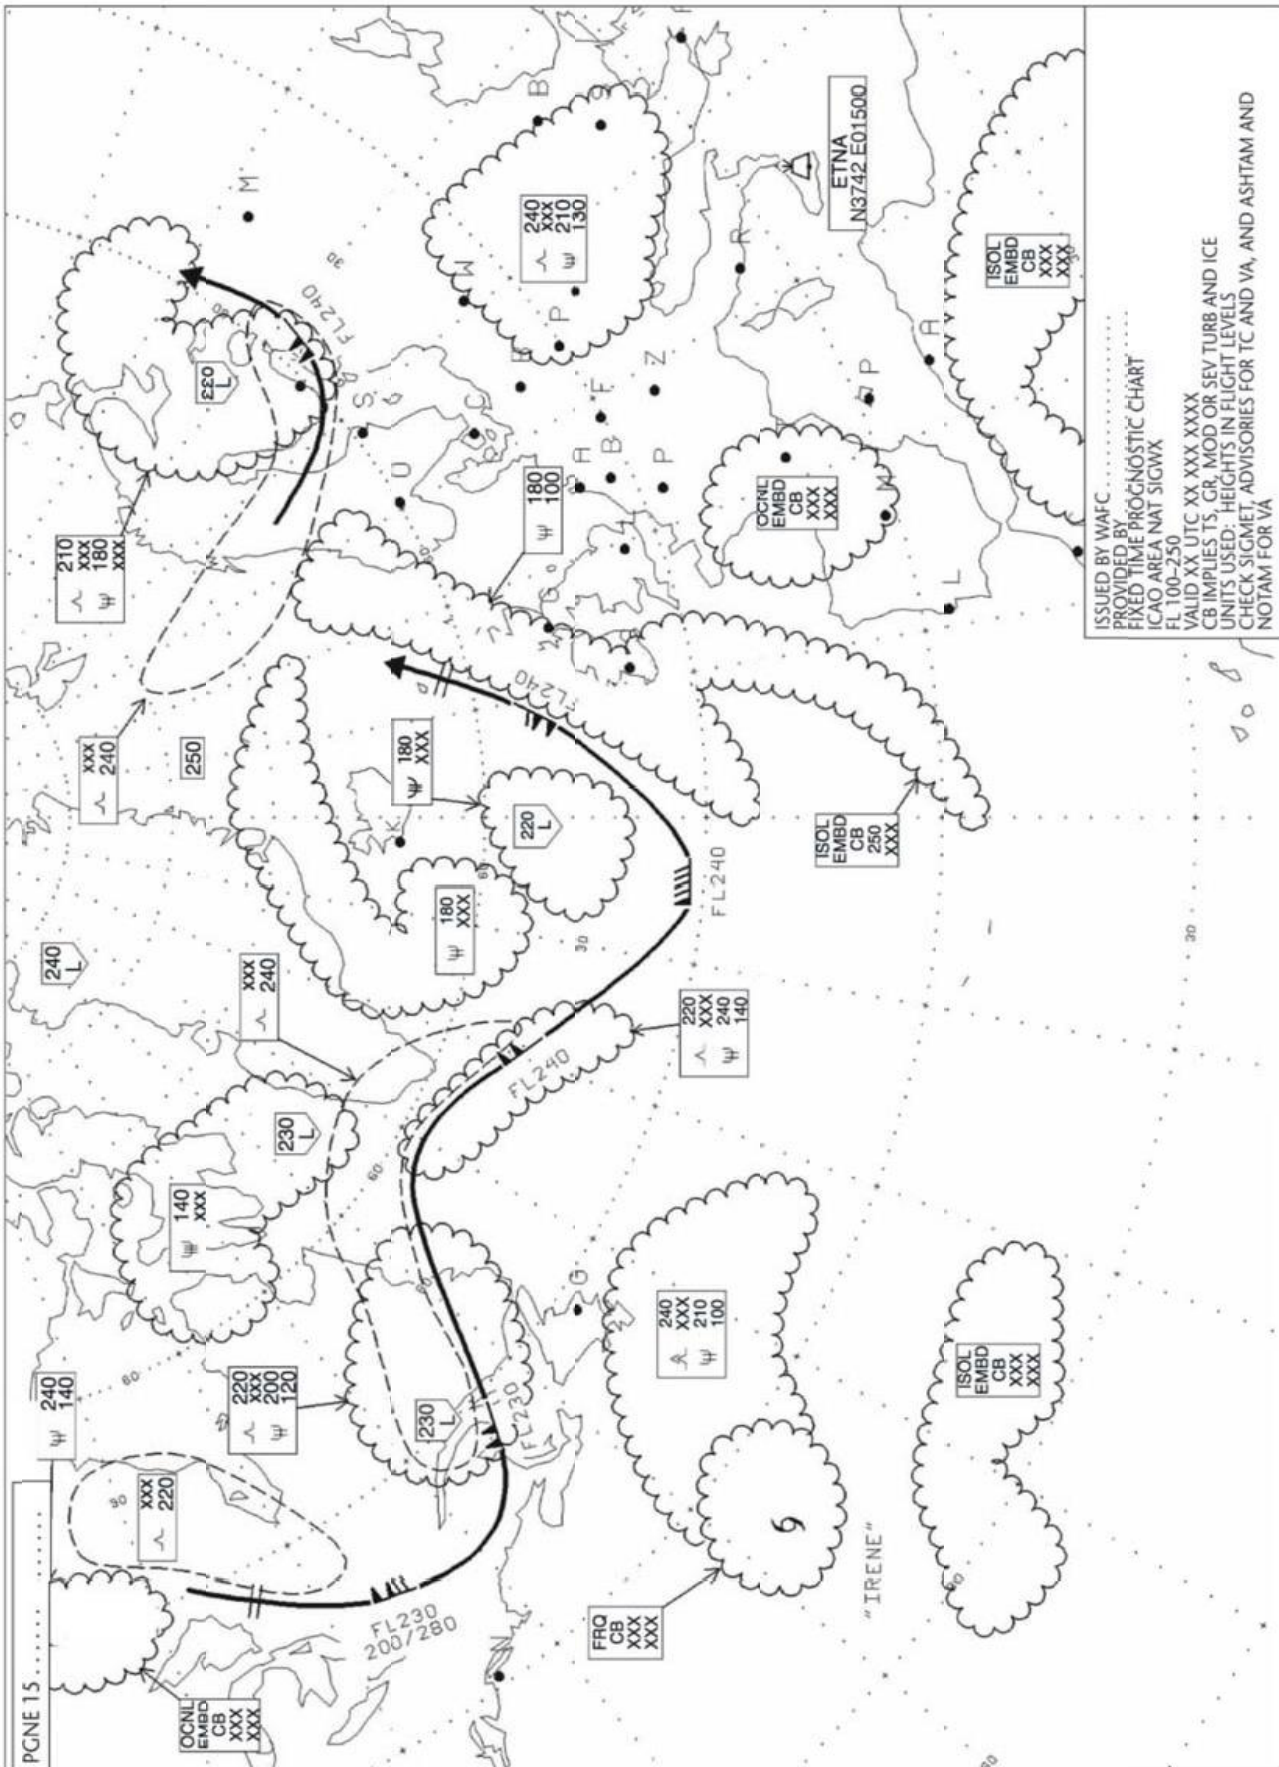 PGNE 15 ..............
OCNL
EMBD
CB
XXX
XXX
XXX
220
240
140
220
XXX
200
120
FL230
200/280
N
230
L
FL230
140
XXX
230
L
XXX
240
240
L
G
FRQ
CB
XXX
XXX
"IRENE"
240
XXX
210
100
ISOL
EMBD
CB
XXX
XXX
FL240
220
XXX
240
140
180
XXX
K
220
L
180
XXX
FL240
FL240
250
XXX
240
210
XXX
180
XXX
ISOL
EMBD
CB
250
XXX
180
100
033
L
FL240
M
S
O
C
W
B
P
240
XXX
210
130
B
S
A
B
F
P
Z
L
G
OCNL
EMBD
CB
XXX
XXX
M
L
P
A
R
ETNA
N3742 E01500
ISOL
EMBD
CB
XXX
XXX
30
30
60
60
ISSUED BY WAFC ..............
PROVIDED BY ..............
FIXED TIME PROGNOSTIC CHART
ICAO AREA NAT SIGWX
FL 100–250
VALID XX UTC XX XXX XXXX
CB IMPLIES TS, GR, MOD OR SEV TURB AND ICE
UNITS USED: HEIGHTS IN FLIGHT LEVELS
CHECK SIGMET, ADVISORIES FOR TC AND VA, AND ASHTAM AND
NOTAM FOR VA